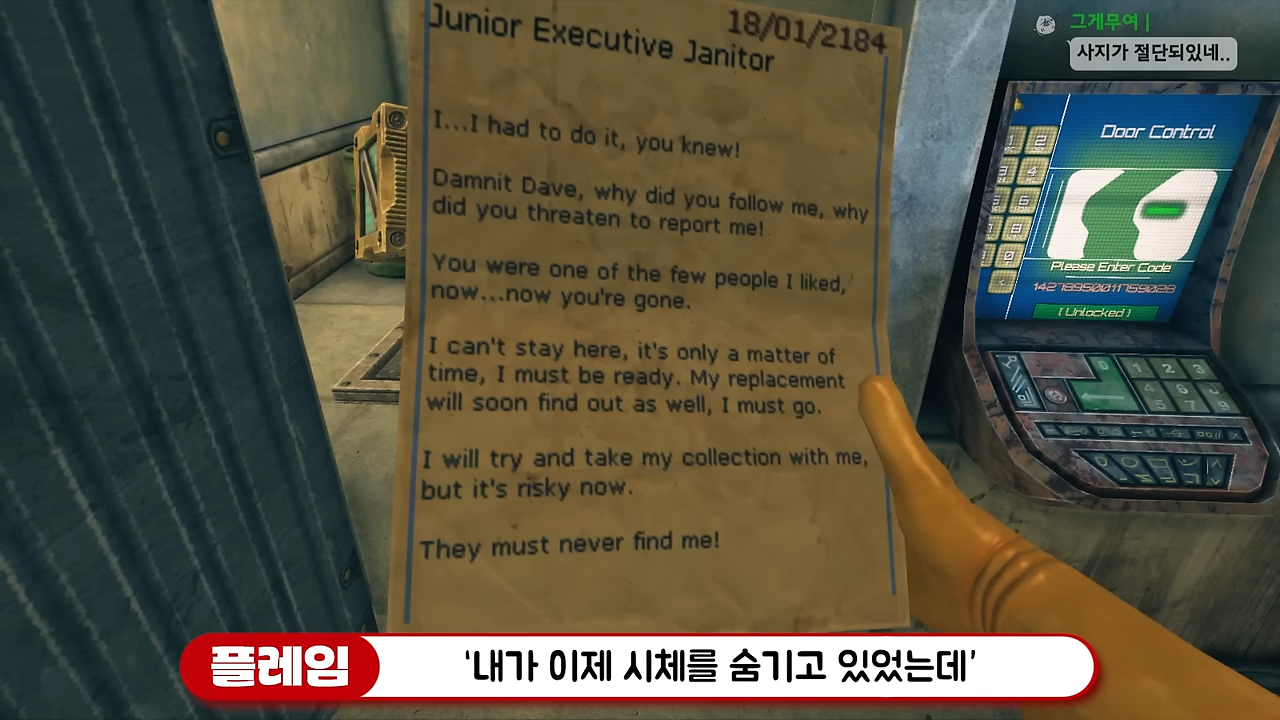 Junior Executive Janitor
18/01/2184
I...I had to do it, you knew!
Damnit Dave, why did you follow me, why
did you threaten to report me!
You were one of the few people I liked,
now...now you're gone.
I can't stay here, it's only a matter of
time, I must be ready. My replacement
will soon find out as well, I must go.
I will try and take my collection with me,
but it's risky now.
They must never find me!
그게무여
사지가 절단되있네..
Door Control
Please Enter Code
[Unlocked]
플레임
‘내가 이제 시체를 숨기고 있었는데’